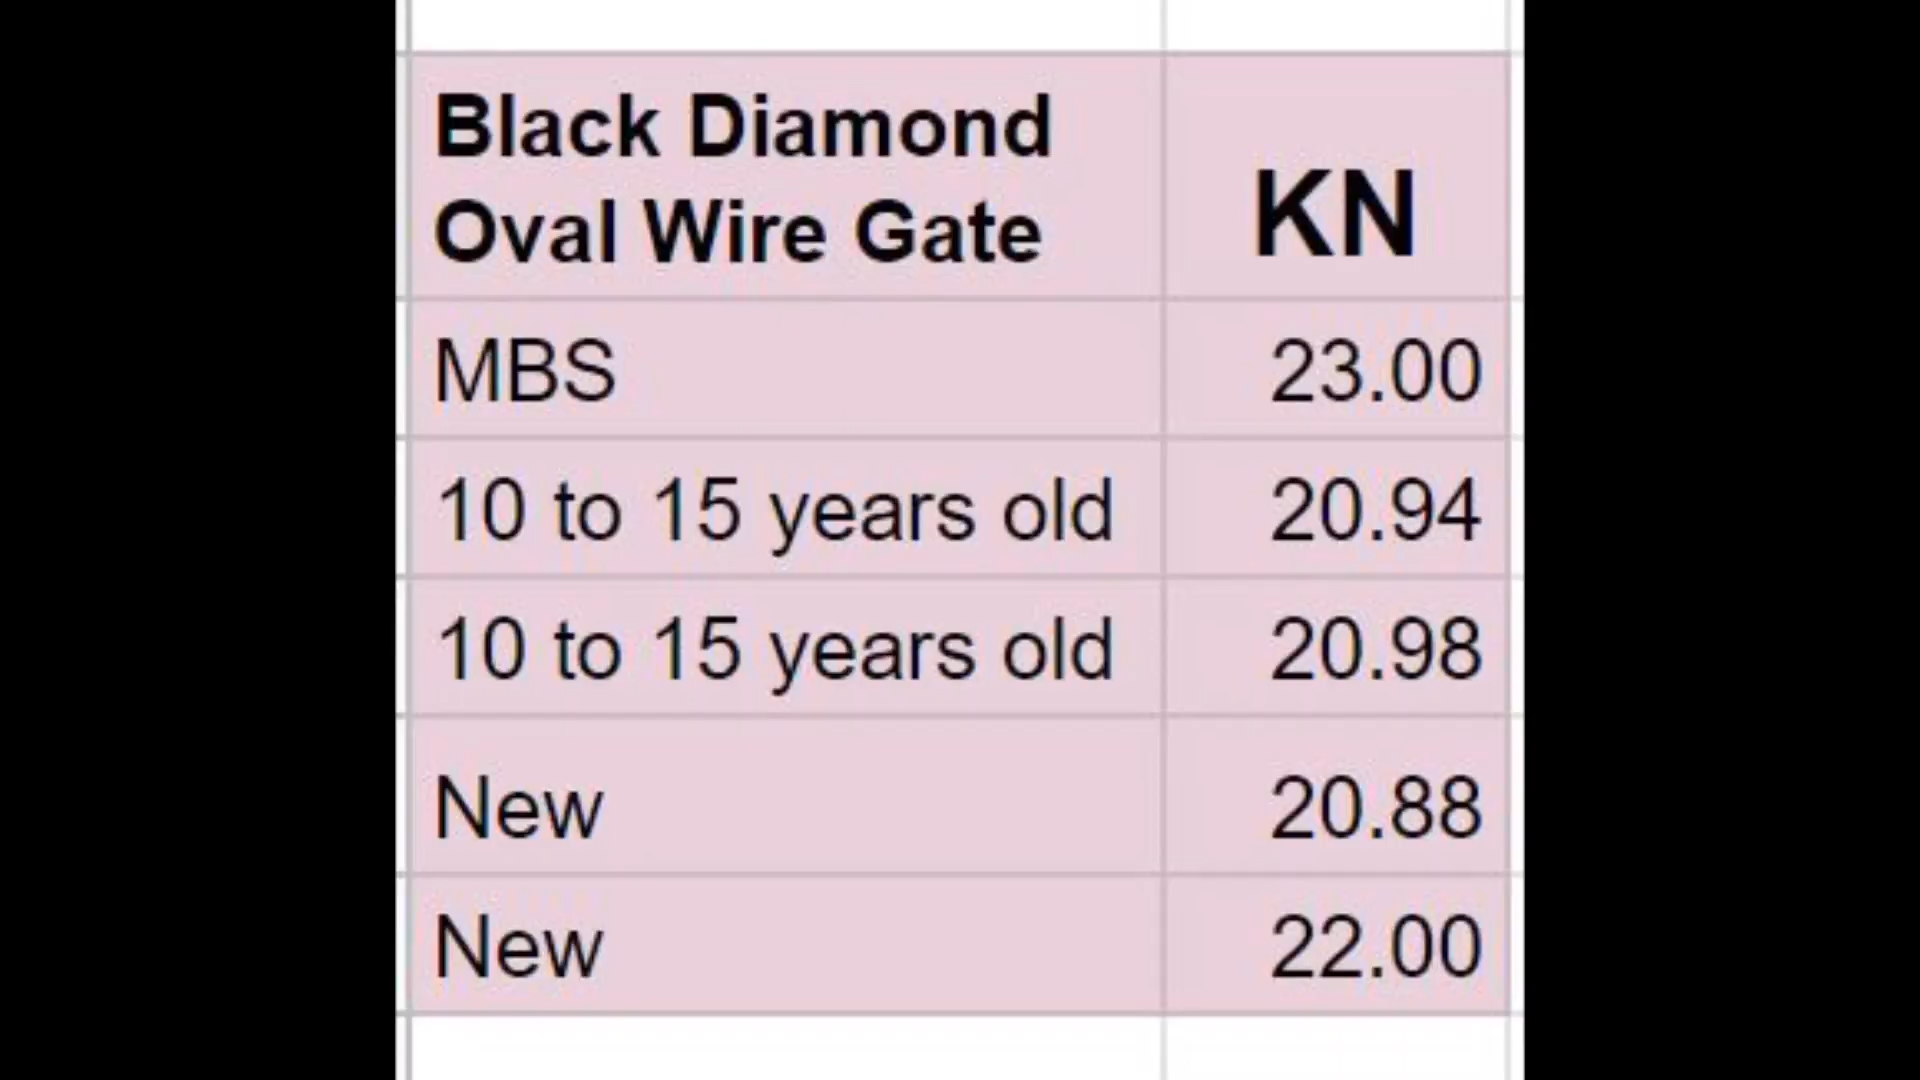 Black Diamond
Oval Wire Gate KN
MBS 23.00
10 to 15 years old 20.94
10 to 15 years old 20.98
New 20.88
New 22.00